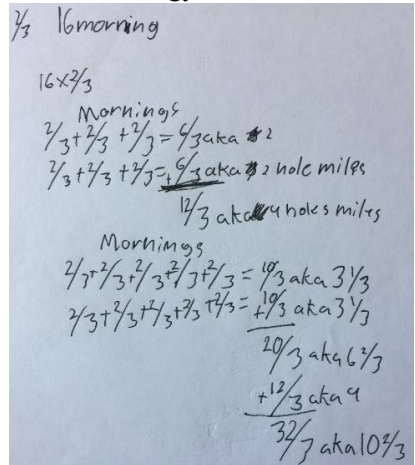 2/3 16morning
16x2/3
Mornings
2/3+2/3+2/3=6/3aka 2
2/3+2/3+2/3=+6/3aka 2 hole miles
12/3 aka 4 holes miles
Mornings
2/3+2/3+2/3+2/3+2/3=10/3 aka 3 1/3
2/3+2/3+2/3+2/3+2/3=+10/3 aka 3 1/3
20/3 aka 6 2/3
+12/3 aka 4
32/3 aka 10 2/3